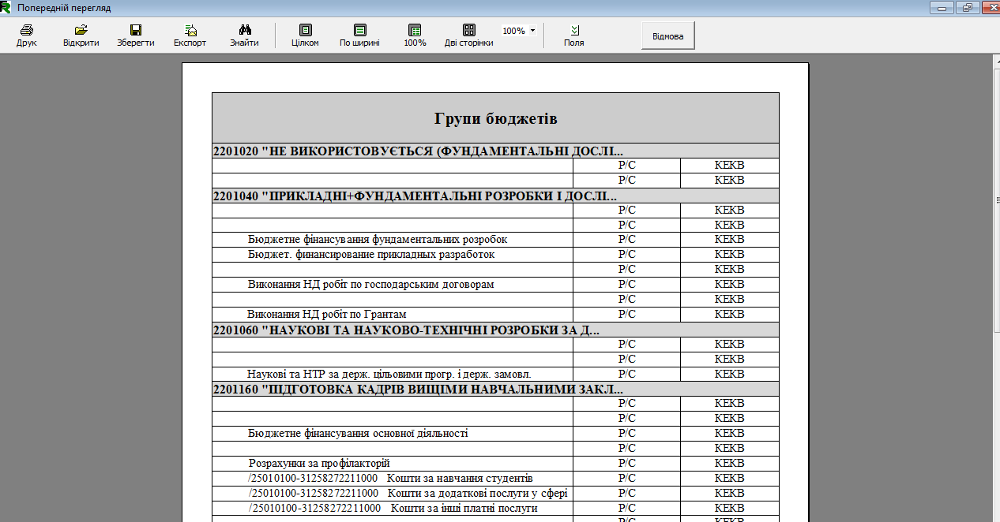 Попередній перегляд
Друк Відкрити Зберегти Експорт Знайти Цілком По ширині 100% Дві сторінки 100% Поля Відмова
Групи бюджетів
2201020 "НЕ ВИКОРИСТОВУЄТЬСЯ (ФУНДАМЕНТАЛЬНІ ДОСЛІ...
Р/С КЕКВ
Р/С КЕКВ
2201040 "ПРИКЛАДНІ+ФУНДАМЕНТАЛЬНІ РОЗРОБКИ І ДОСЛІ...
Р/С КЕКВ
Р/С КЕКВ
Бюджетне фінансування фундаментальних розробок Р/С КЕКВ
Бюджет. финансирование прикладных разработок Р/С КЕКВ
Р/С КЕКВ
Виконання НД робіт по господарським договорам Р/С КЕКВ
Р/С КЕКВ
Виконання НД робіт по Грантам Р/С КЕКВ
2201060 "НАУКОВІ ТА НАУКОВО-ТЕХНІЧНІ РОЗРОБКИ ЗА Д...
Р/С КЕКВ
Р/С КЕКВ
Наукові та НТР за держ. цільовими прогр. і держ. замовл. Р/С КЕКВ
2201160 "ПІДГОТОВКА КАДРІВ ВИЩІМИ НАВЧАЛЬНИМИ ЗАКЛ...
Р/С КЕКВ
Р/С КЕКВ
Бюджетне фінансування основної діяльності Р/С КЕКВ
Р/С КЕКВ
Розрахунки за профілакторій Р/С КЕКВ
/25010100-31258272211000 Кошти за навчання студентів Р/С КЕКВ
/25010100-31258272211000 Кошти за додаткові послуги у сфері Р/С КЕКВ
/25010100-31258272211000 Кошти за інші платні послуги Р/С КЕКВ
Р/С КЕКВ